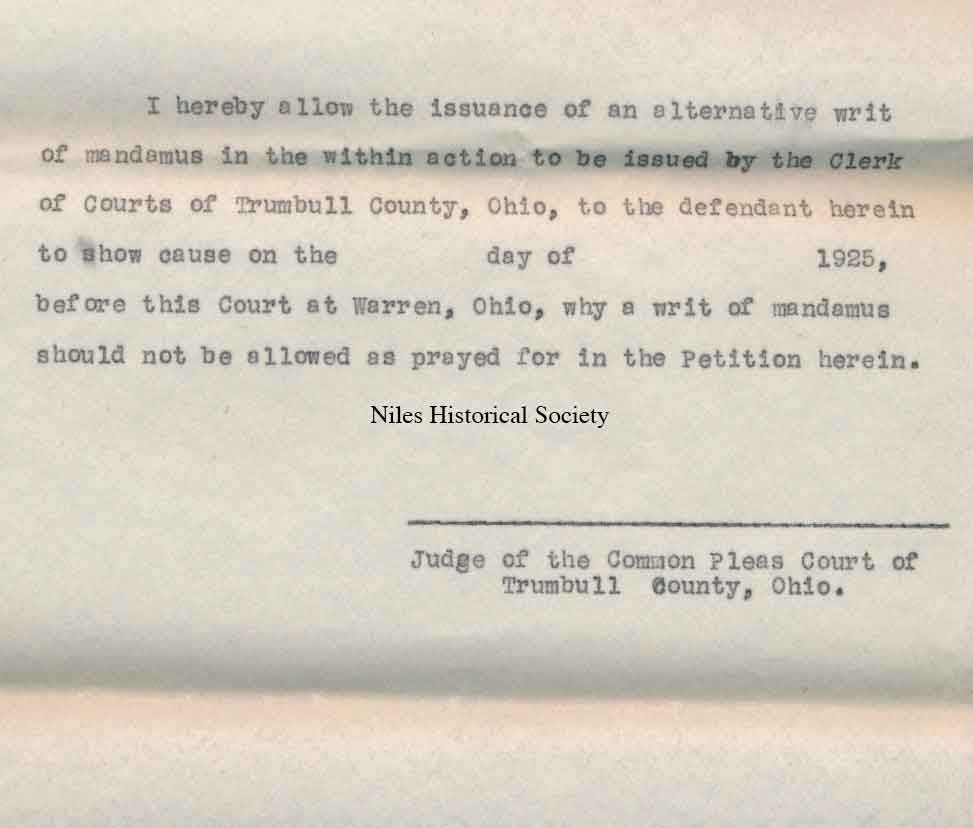 I hereby allow the issuance of an alternative writ
of mandamus in the within action to be issued by the Clerk
of Courts of Trumbull County, Ohio, to the defendant herein
to show cause on the day of 1925,
before this Court at Warren, Ohio, why a writ of mandamus
should not be allowed as prayed for in the Petition herein.
Niles Historical Society
Judge of the Common Pleas Court of
Trumbull County, Ohio.